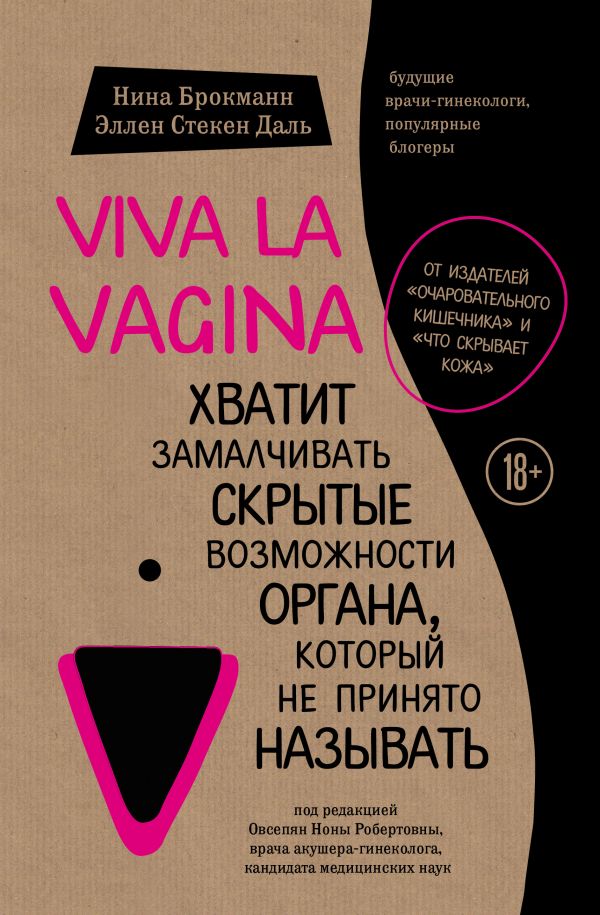 Нина Брокманн
Эллен Стекен Даль
будущие
врачи-гинекологи,
популярные
блогеры
VIVA LA
VAGINA
ОТ ИЗДАТЕЛЕЙ
«ОЧАРОВАТЕЛЬНОГО
КИШЕЧНИКА» И
«ЧТО СКРЫВАЕТ
КОЖА»
ХВАТИТ
ЗАМАЛЧИВАТЬ
СКРЫТЫЕ
ВОЗМОЖНОСТИ
ОРГАНА,
КОТОРЫЙ
НЕ ПРИНЯТО
НАЗЫВАТЬ
18+
под редакцией
Овсепян Ноны Робертовны,
врача акушера-гинеколога,
кандидата медицинских наук